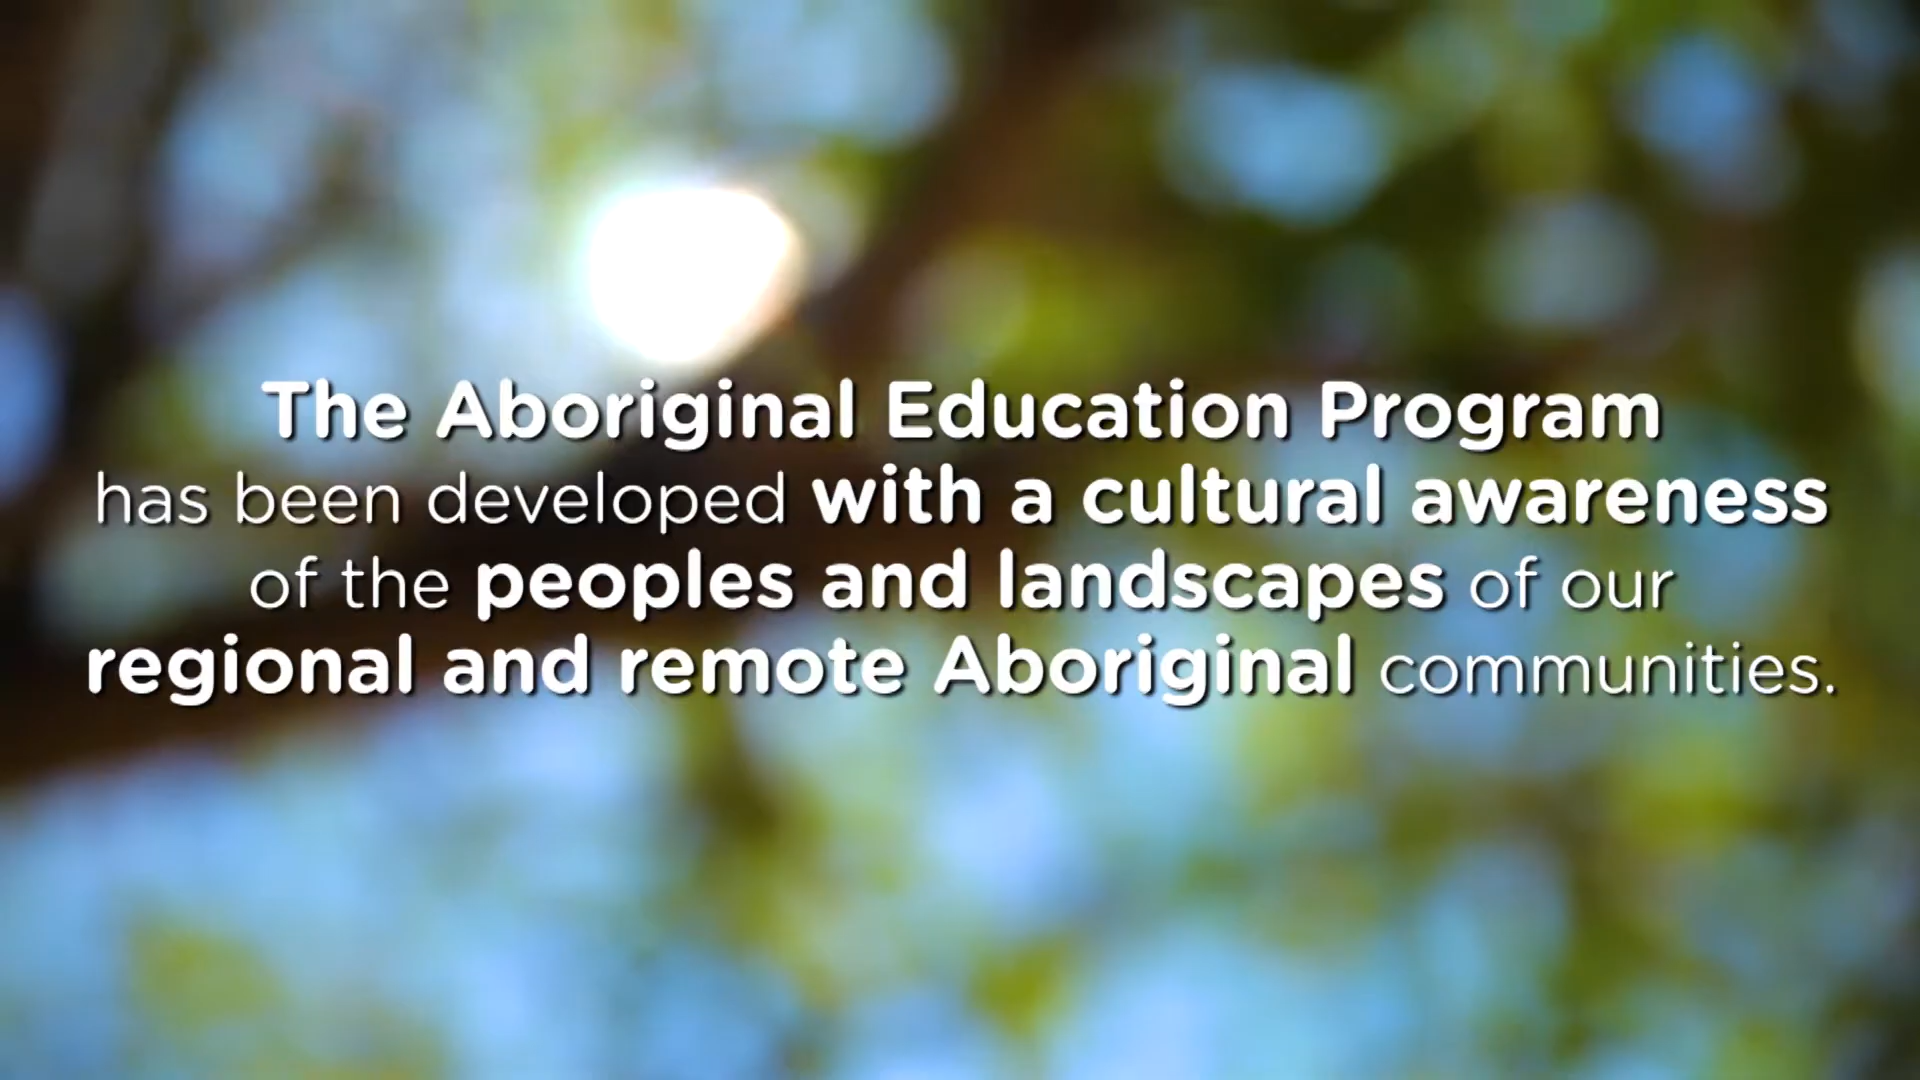 The Aboriginal Education Program
has been developed with a cultural awareness
of the peoples and landscapes of our
regional and remote Aboriginal communities.